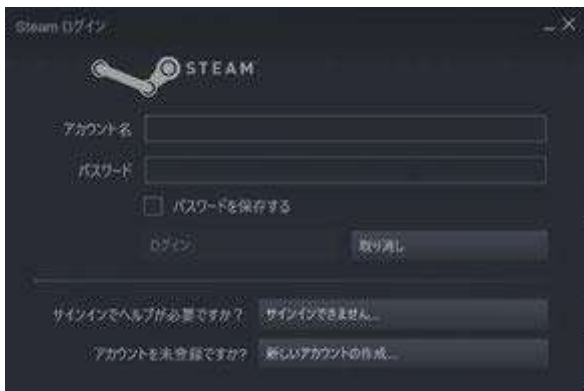 Steam ログイン
STEAM
アカウント名
パスワード
パスワードを保存する
ログイン 取り消し
サインインでヘルプが必要ですか? サインインできません...
アカウントを未登録ですか? 新しいアカウントの作成...